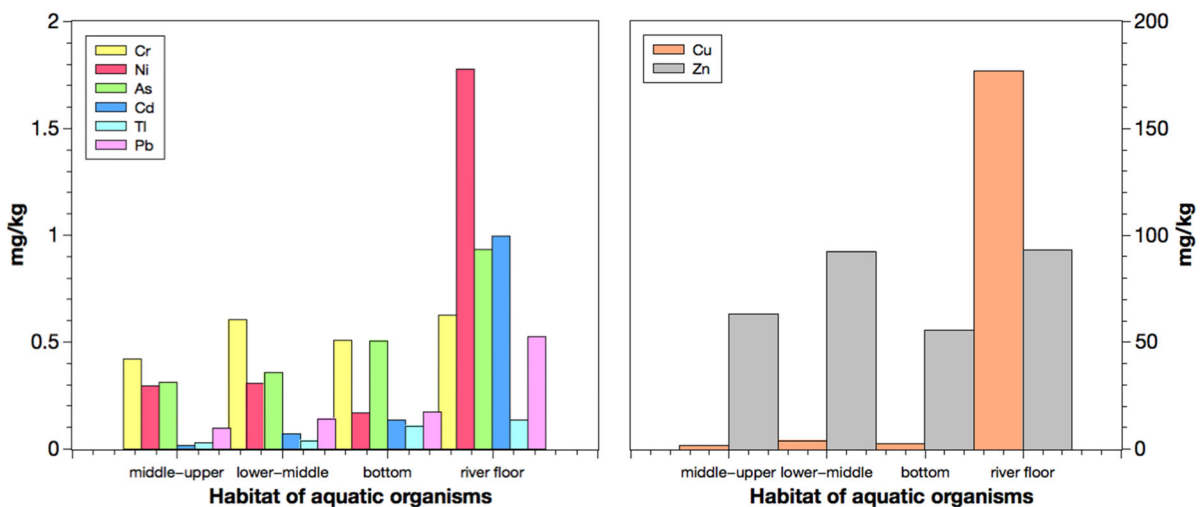 2
1.5
1
0.5
0
mg/kg
Cr
Ni
As
Cd
Tl
Pb
middle-upper lower-middle bottom river floor
Habitat of aquatic organisms
Cu
Zn
200
150
100
50
0
mg/kg
middle-upper lower-middle bottom river floor
Habitat of aquatic organisms